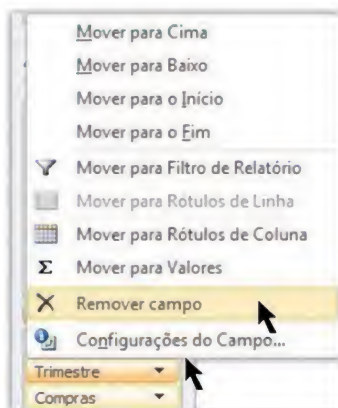 Mover para Cima
Mover para Baixo
Mover para o Início
Mover para o Fim
Mover para Filtro de Relatório
Mover para Rótulos de Linha
Mover para Rótulos de Coluna
Σ Mover para Valores
Remover campo
Configurações do Campo...
Trimestre
Compras